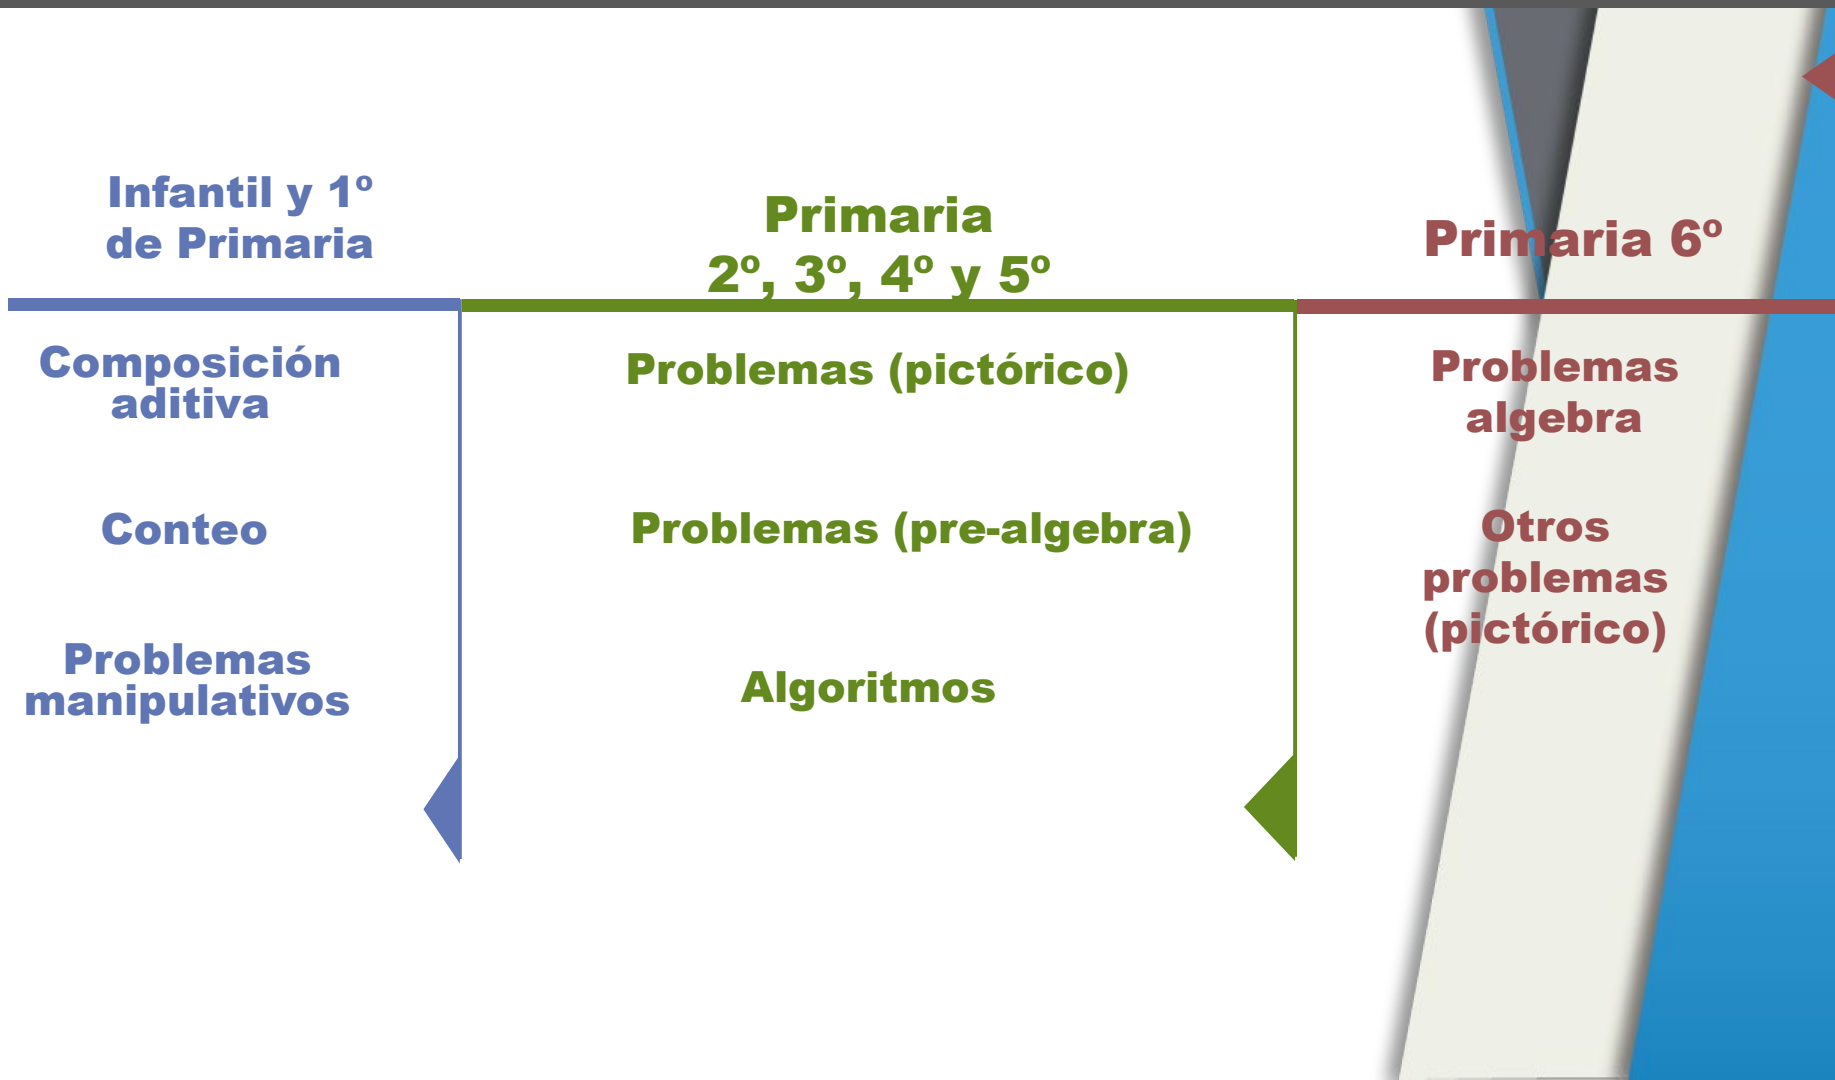 Infantil y 1º
de Primaria
Composición
aditiva
Conteo
Problemas
manipulativos
Primaria
2º, 3º, 4º y 5º
Problemas (pictórico)
Problemas (pre-algebra)
Algoritmos
Primaria 6º
Problemas
algebra
Otros
problemas
(pictórico)